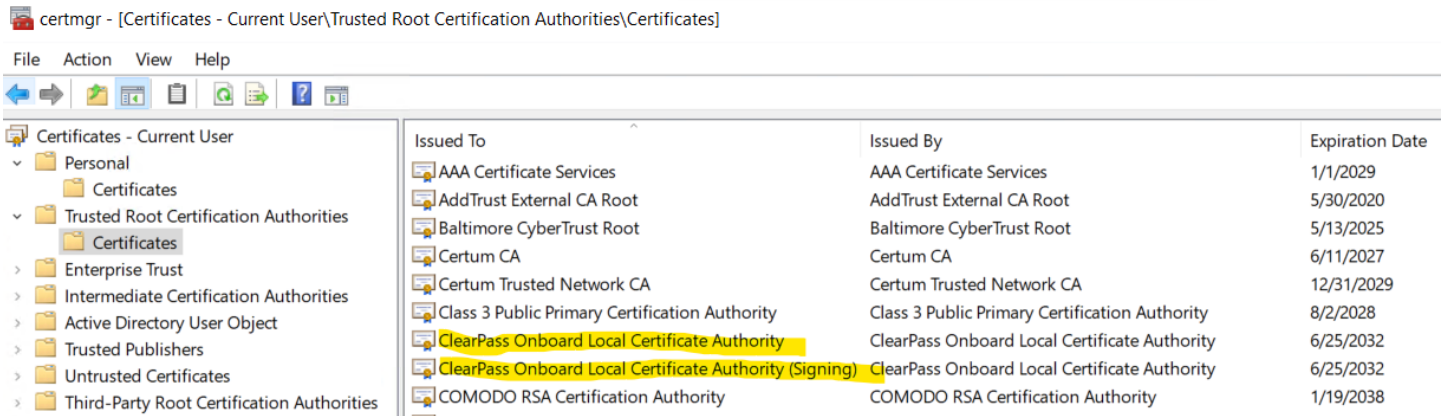 certmgr - [Certificates - Current User\Trusted Root Certification Authorities\Certificates]
File Action View Help
Certificates - Current User
Personal
Certificates
Trusted Root Certification Authorities
Certificates
Enterprise Trust
Intermediate Certification Authorities
Active Directory User Object
Trusted Publishers
Untrusted Certificates
Third-Party Root Certification Authorities
Issued To Issued By Expiration Date
AAA Certificate Services AAA Certificate Services 1/1/2029
AddTrust External CA Root AddTrust External CA Root 5/30/2020
Baltimore CyberTrust Root Baltimore CyberTrust Root 5/13/2025
Certum CA Certum CA 6/11/2027
Certum Trusted Network CA Certum Trusted Network CA 12/31/2029
Class 3 Public Primary Certification Authority Class 3 Public Primary Certification Authority 8/2/2028
ClearPass Onboard Local Certificate Authority ClearPass Onboard Local Certificate Authority 6/25/2032
ClearPass Onboard Local Certificate Authority (Signing) ClearPass Onboard Local Certificate Authority 6/25/2032
COMODO RSA Certification Authority COMODO RSA Certification Authority 1/19/2038